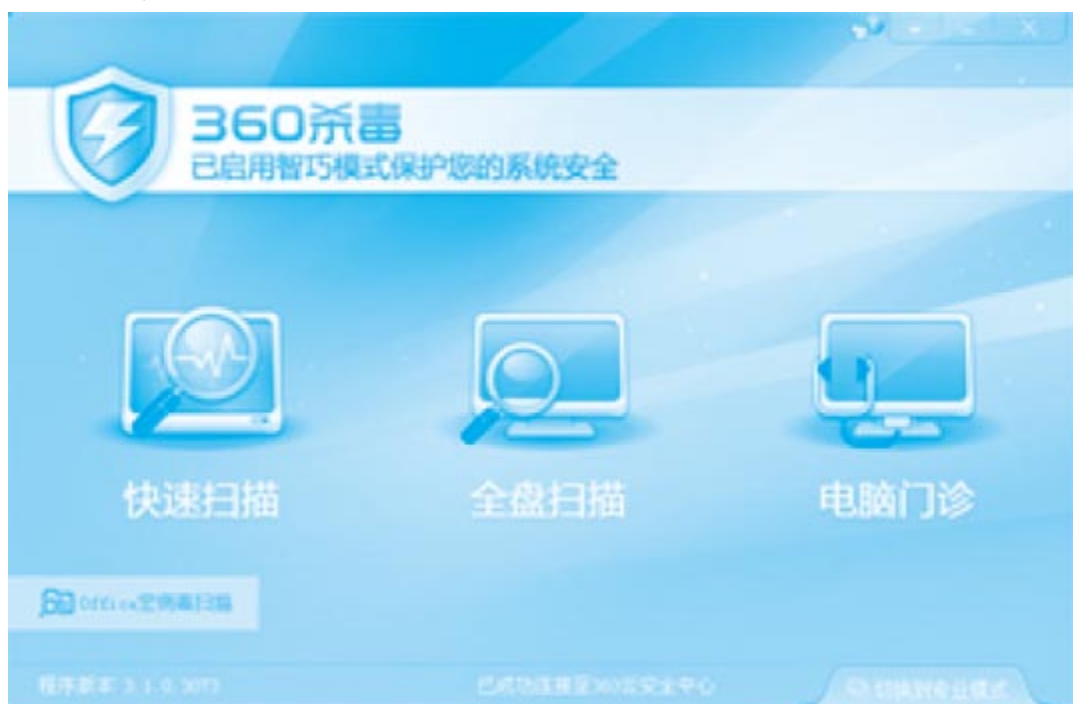 360杀毒
已启用智巧模式保护您的系统安全
快速扫描
全盘扫描
电脑门诊
Office宏病毒扫描
程序版本 3.1.0.3073
已成功连接至360云安全中心
切换到专业模式